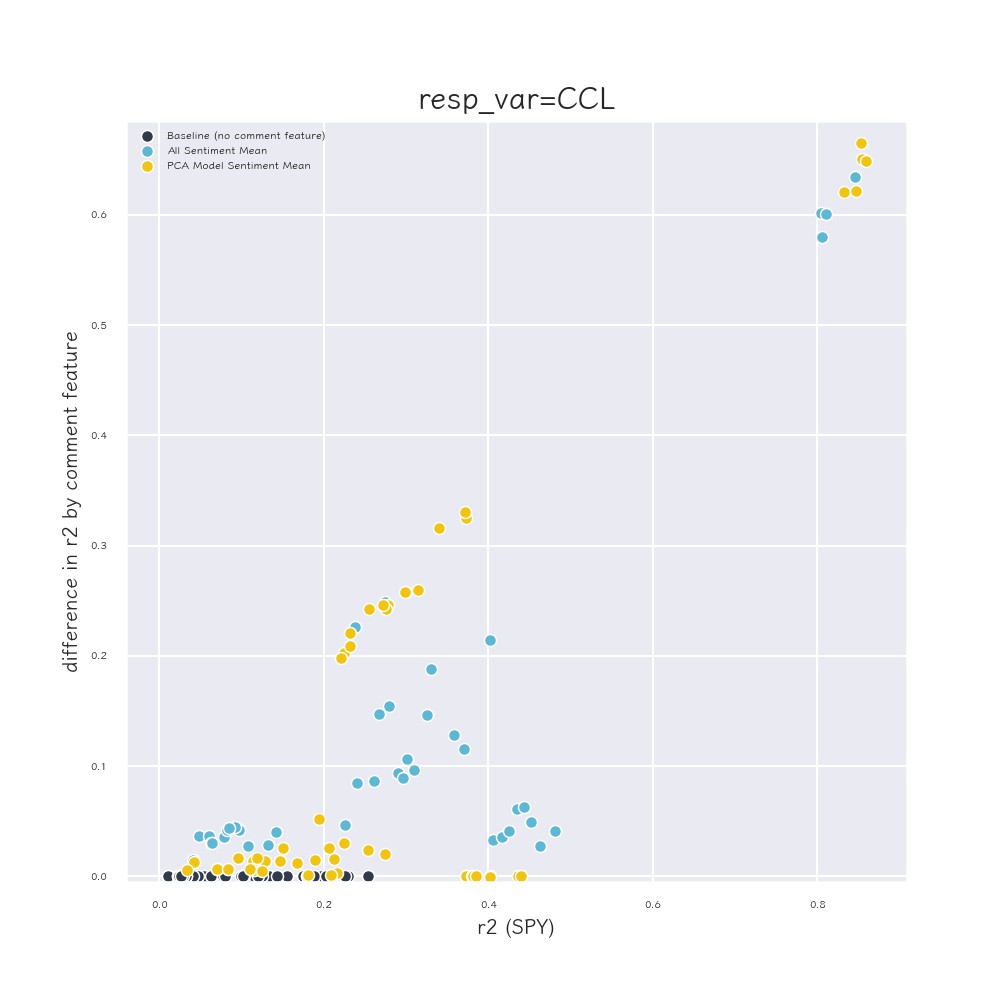 resp_var=CCL
Baseline (no comment feature)
All Sentiment Mean
PCA Model Sentiment Mean
difference in r2 by comment feature
0.6
0.5
0.4
0.3
0.2
0.1
0.0
0.0 0.2 0.4 0.6 0.8
r2 (SPY)